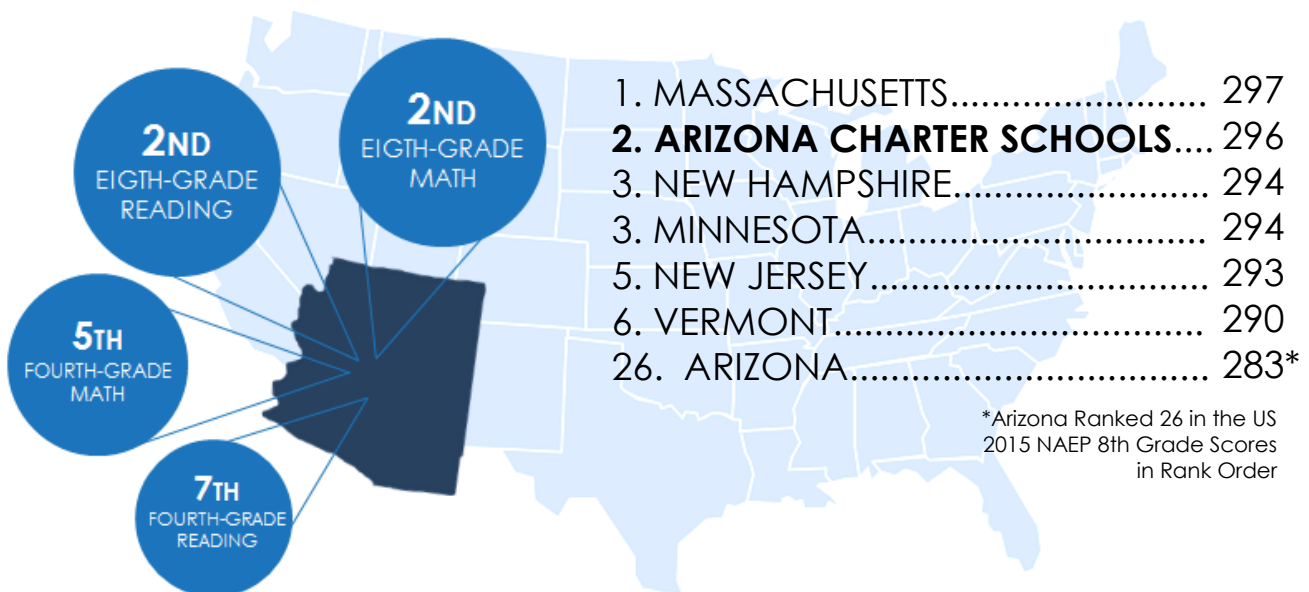 2ND
EIGTH-GRADE
READING
2ND
EIGTH-GRADE
MATH
5TH
FOURTH-GRADE
MATH
7TH
FOURTH-GRADE
READING
1. MASSACHUSETTS......................... 297
2. ARIZONA CHARTER SCHOOLS.... 296
3. NEW HAMPSHIRE......................... 294
3. MINNESOTA................................. 294
5. NEW JERSEY................................. 293
6. VERMONT.................................... 290
26. ARIZONA................................... 283*
*Arizona Ranked 26 in the US
2015 NAEP 8th Grade Scores
in Rank Order